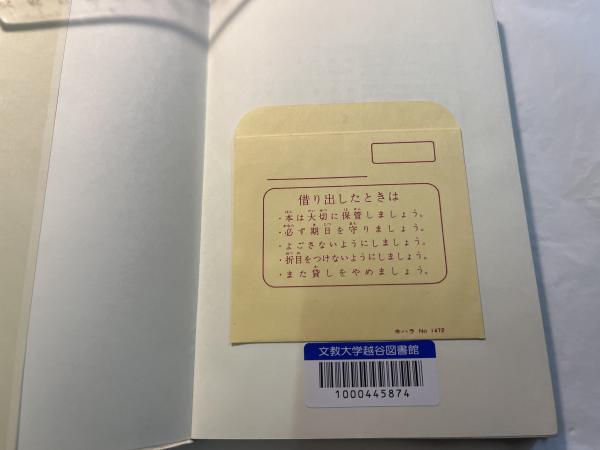 借り出したときは
・本は大切に保管しましょう。
・必ず期日を守りましょう。
・よごさないようにしましょう。
・折目をつけないようにしましょう。
・また貸しをやめましょう。
キハラ No 1472
文教大学越谷図書館
1000445874